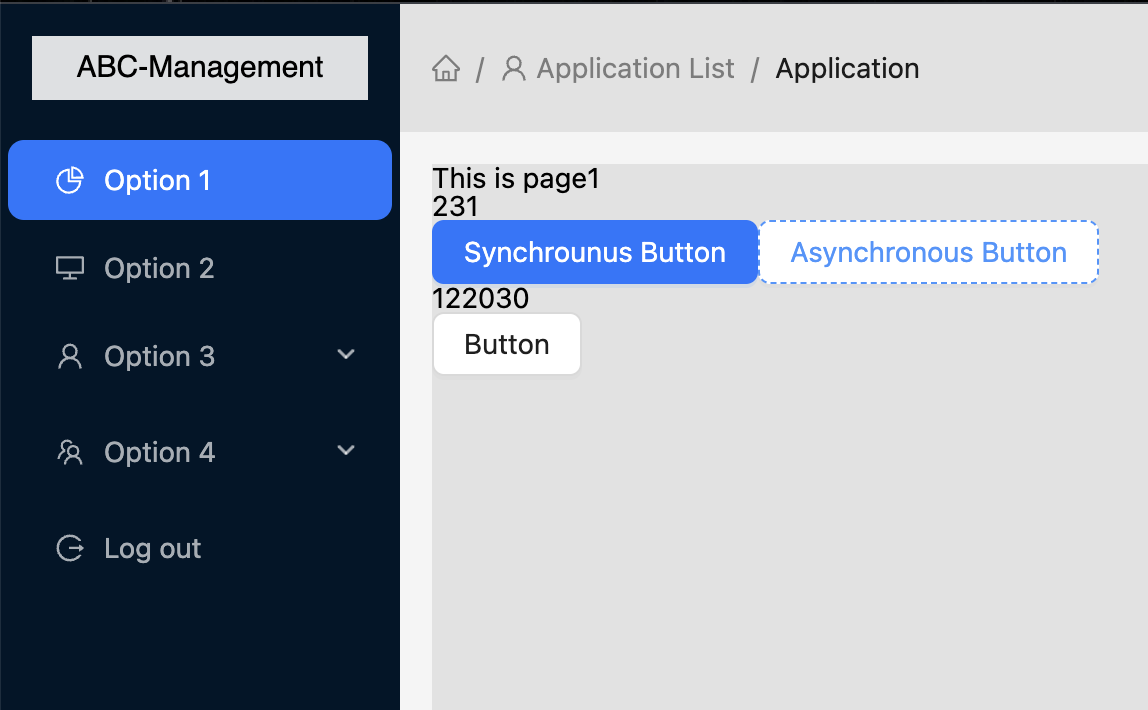 ABC-Management
/ Application List / Application
Option 1
Option 2
Option 3
Option 4
Log out
This is page1
231
Synchrounus Button Asynchronous Button
122030
Button